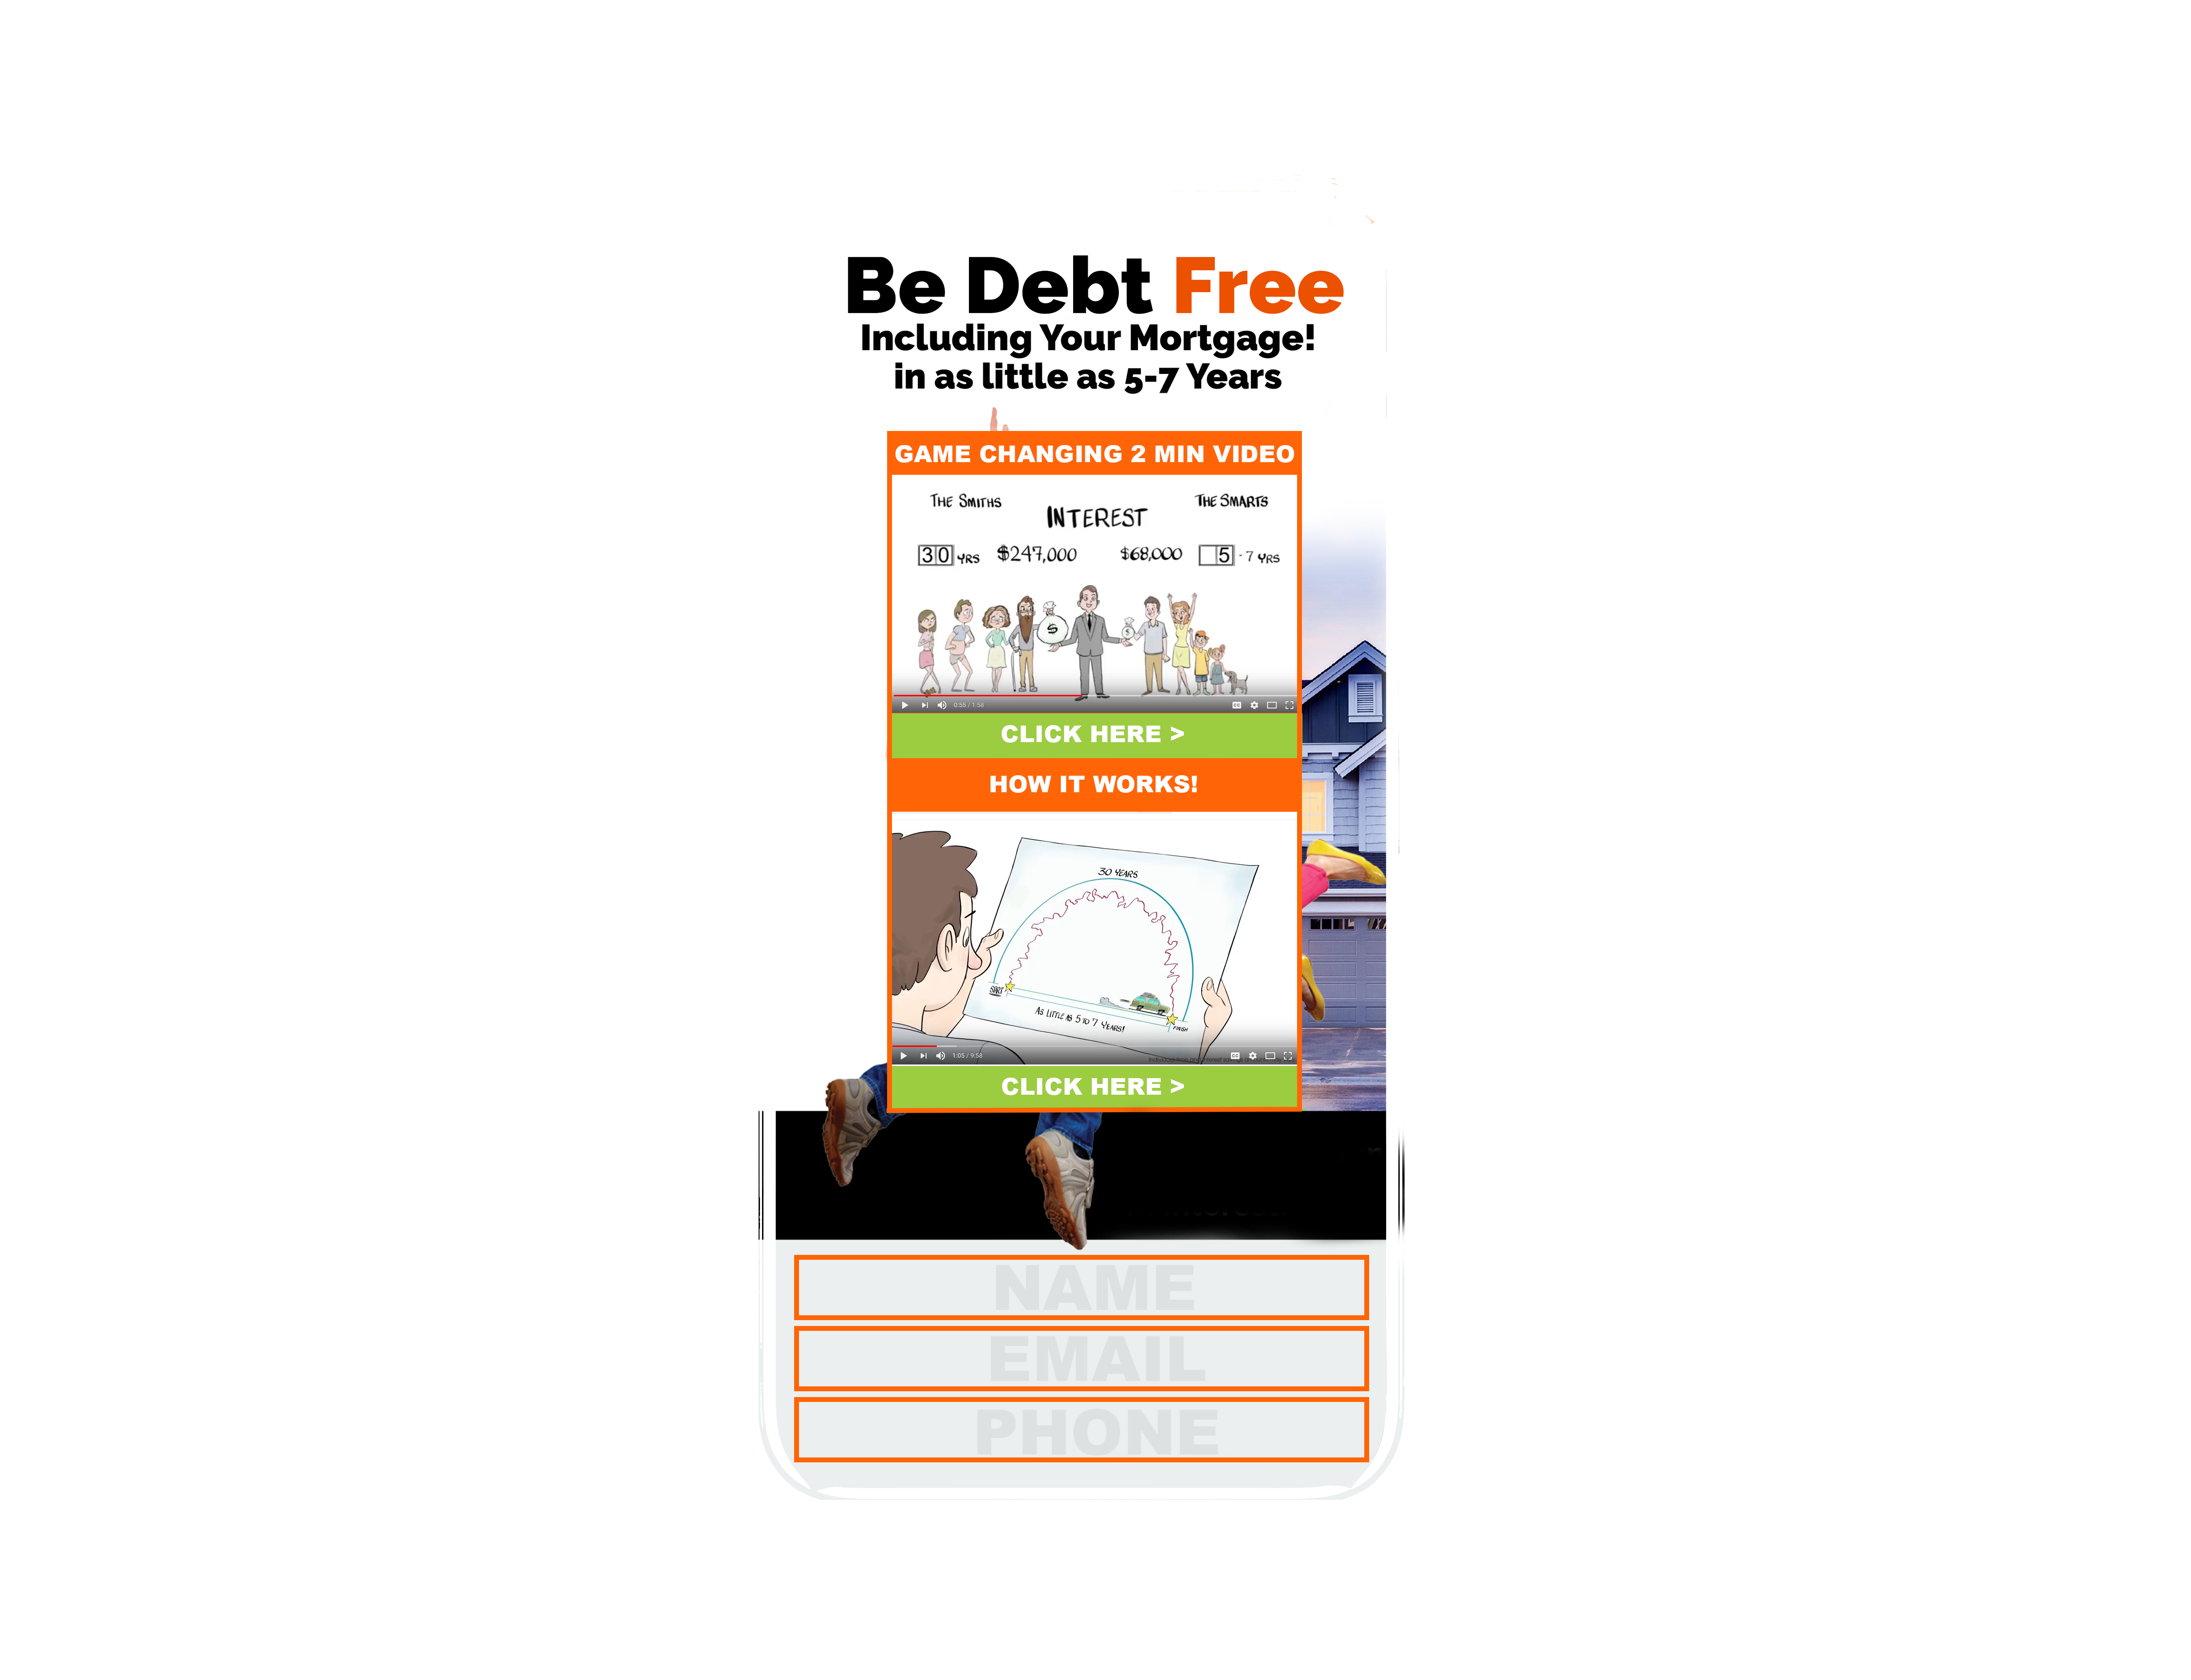 Be Debt Free
Including Your Mortgage!
in as little as 5-7 Years
GAME CHANGING 2 MIN VIDEO
THE SMITHS
THE SMARTS
INTEREST
30 YRS $247,000 $68,000 5 - 7 YRS
$
$
0:55 / 1:58
CLICK HERE >
HOW IT WORKS!
30 YEARS
START
AS LITTLE AS 5 TO 7 YEARS!
FINISH
1:05 / 9:58
CLICK HERE >
NAME
EMAIL
PHONE